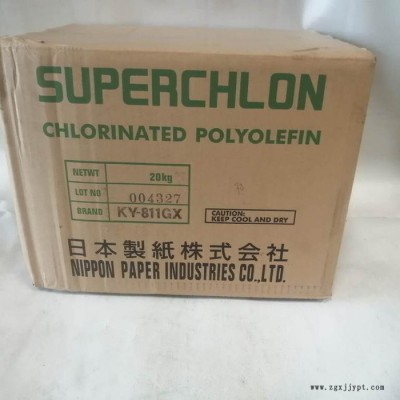 SUPERCHLON
CHLORINATED POLYOLEFIN
NETWT 20kg
LOT NO 004327
BRAND KY-811GX
CAUTION:
KEEP COOL AND DRY
日本製紙株式会社
NIPPON PAPER INDUSTRIES CO.,LTD.
www.zgxjjypt.com